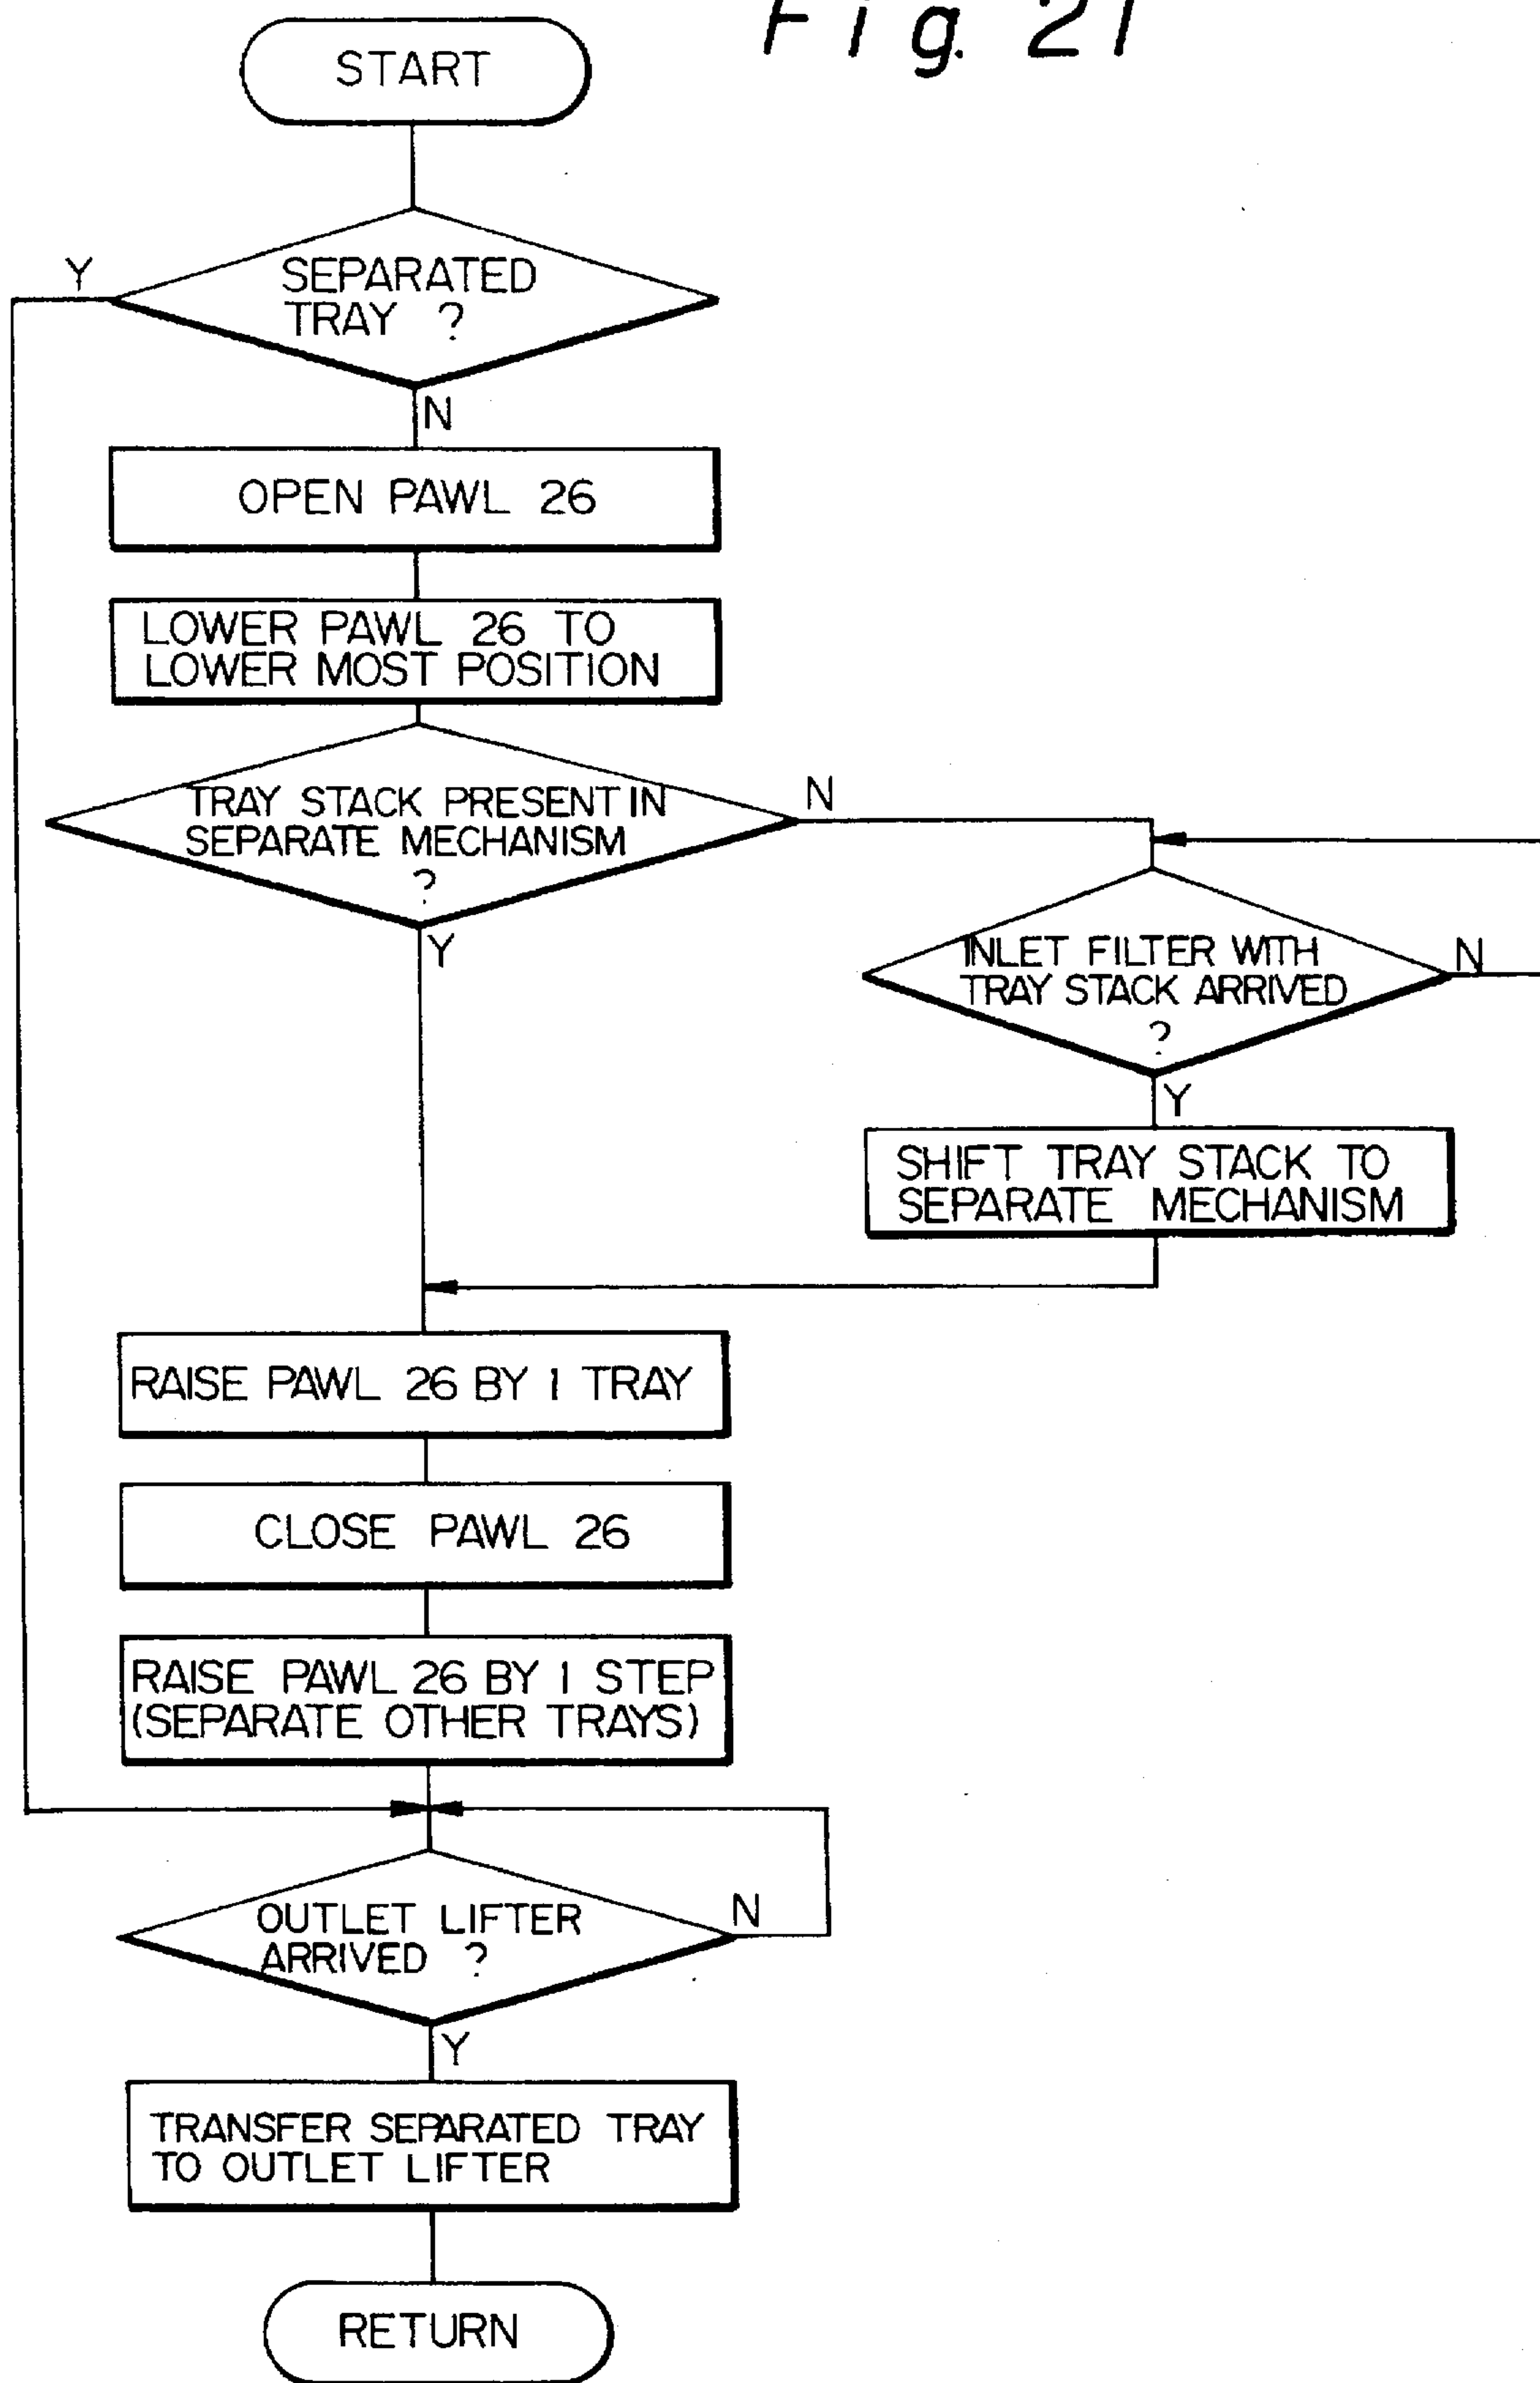 Fig. 21
START
SEPARATED
TRAY ?
Y
N
OPEN PAWL 26
LOWER PAWL 26 TO
LOWER MOST POSITION
TRAY STACK PRESENT IN
SEPARATE MECHANISM
?
N
Y
INLET FILTER WITH
TRAY STACK ARRIVED
?
N
Y
SHIFT TRAY STACK TO
SEPARATE MECHANISM
RAISE PAWL 26 BY 1 TRAY
CLOSE PAWL 26
RAISE PAWL 26 BY 1 STEP
(SEPARATE OTHER TRAYS)
OUTLET LIFTER
ARRIVED ?
N
Y
TRANSFER SEPARATED TRAY
TO OUTLET LIFTER
RETURN